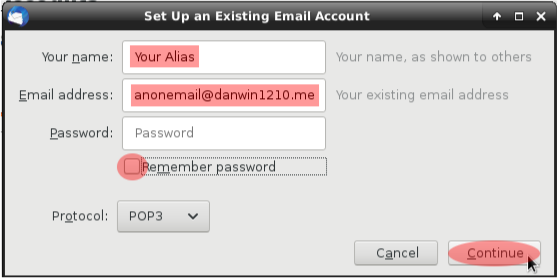 Set Up an Existing Email Account
Your name: Your Alias Your name, as shown to others
Email address: anonemail@danwin1210.me Your existing email address
Password: Password
Remember password
Protocol: POP3
Cancel Continue